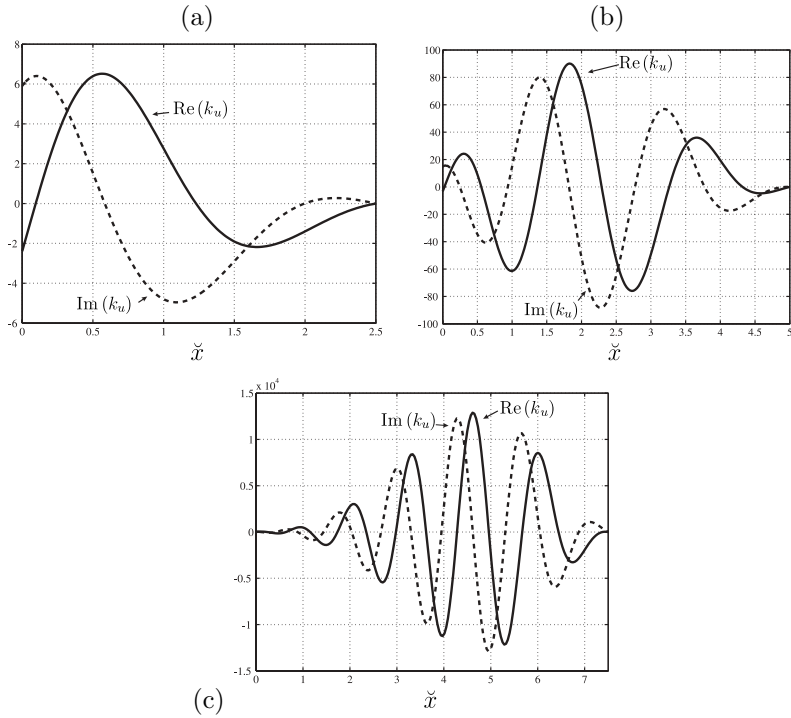 (a)
8
6
4
2
0
-2
-4
-6
0 0.5 1 1.5 2 2.5
x̆
Re (k_u)
Im (k_u)
(b)
100
80
60
40
20
0
-20
-40
-60
-80
-100
0 0.5 1 1.5 2 2.5 3 3.5 4 4.5 5
x̆
Re (k_u)
Im (k_u)
x 10^4
1.5
1
0.5
0
-0.5
-1
-1.5
0 1 2 3 4 5 6 7
Im (k_u)
Re (k_u)
(c)
x̆